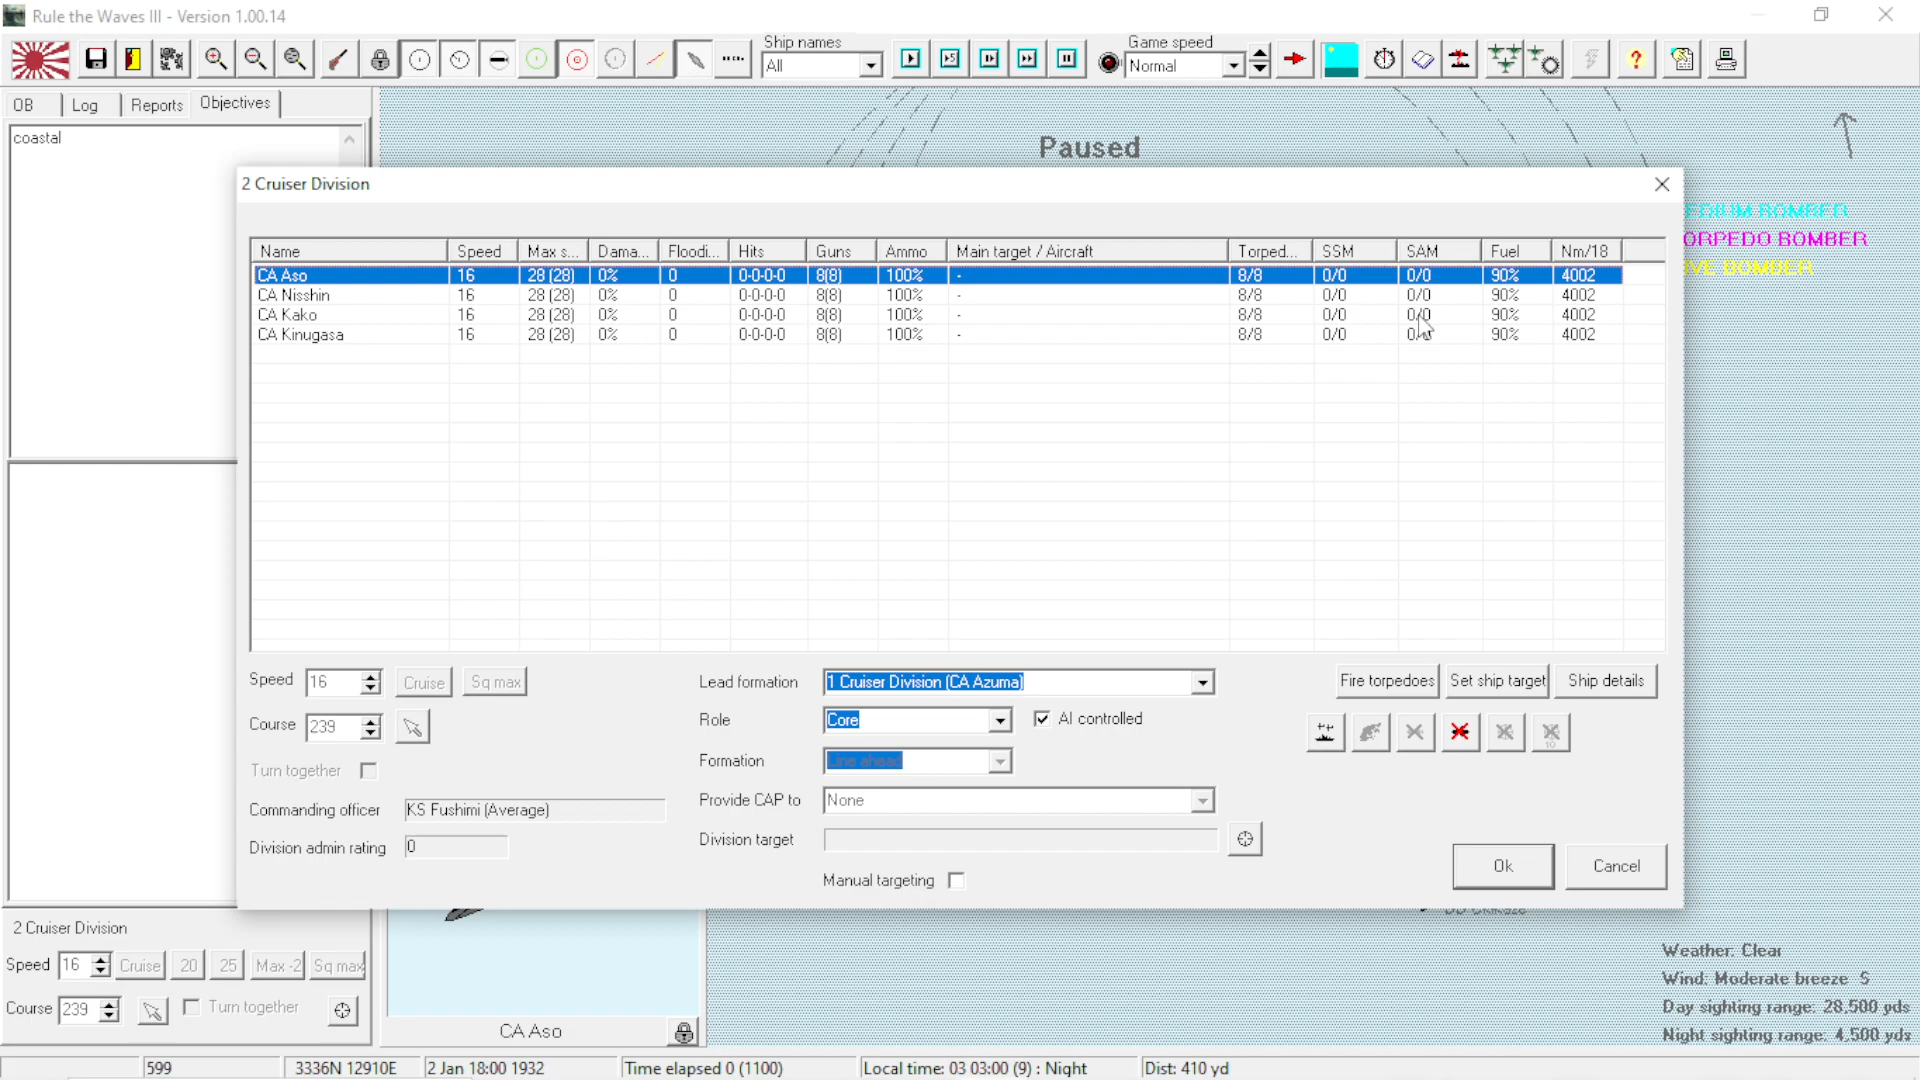 Rule the Waves III - Version 1.00.14
Ship names
All
Game speed
Normal
OB
Log
Reports
Objectives
coastal
Paused
2 Cruiser Division
MEDIUM BOMBER
TORPEDO BOMBER
DIVE BOMBER
Name Speed Max s... Dama... Floodi... Hits Guns Ammo Main target / Aircraft Torped... SSM SAM Fuel Nm/18
CA Aso 16 28 (28) 0% 0 0-0-0-0 8(8) 100% - 8/8 0/0 0/0 90% 4002
CA Nisshin 16 28 (28) 0% 0 0-0-0-0 8(8) 100% - 8/8 0/0 0/0 90% 4002
CA Kako 16 28 (28) 0% 0 0-0-0-0 8(8) 100% - 8/8 0/0 0/0 90% 4002
CA Kinugasa 16 28 (28) 0% 0 0-0-0-0 8(8) 100% - 8/8 0/0 0/0 90% 4002
Speed 16 Cruise Sq max
Course 239
Turn together
Commanding officer KS Fushimi (Average)
Division admin rating 0
Lead formation 1 Cruiser Division (CA Azuma)
Role Core AI controlled
Formation Line ahead
Provide CAP to None
Division target
Manual targeting
Fire torpedoes Set ship target Ship details
10
Ok Cancel
2 Cruiser Division
Speed 16 Cruise 20 25 Max -2 Sq max
Course 239 Turn together
CA Aso
Weather: Clear
Wind: Moderate breeze S
Day sighting range: 28,500 yds
Night sighting range: 4,500 yds
599 3336N 12910E 2 Jan 18:00 1932 Time elapsed 0 (1100) Local time: 03 03:00 (9) : Night Dist: 410 yd